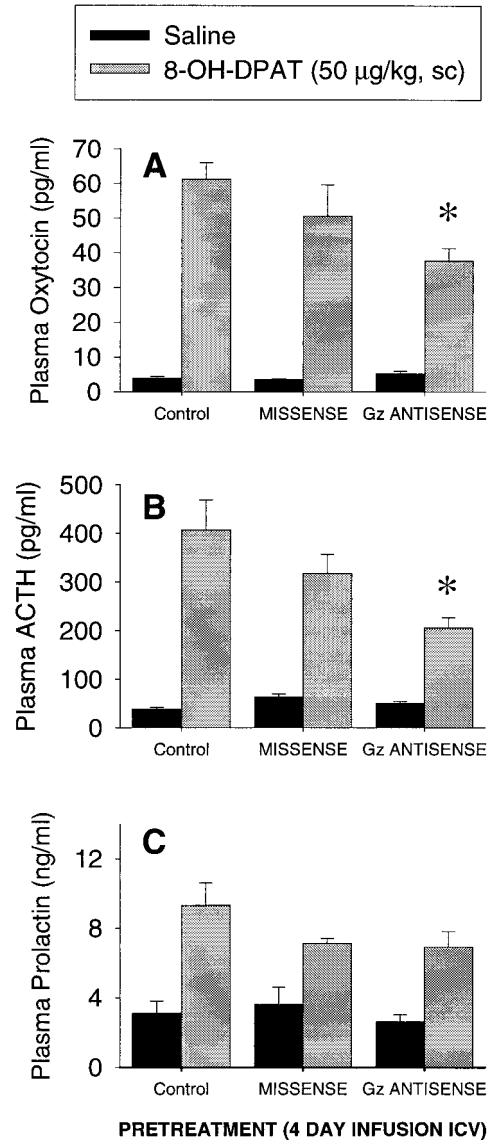 Saline
8-OH-DPAT (50 µg/kg, sc)
A
Plasma Oxytocin (pg/ml)
70
60
50
40
30
20
10
0
*
Control MISSENSE Gz ANTISENSE
B
Plasma ACTH (pg/ml)
500
400
300
200
100
0
*
Control MISSENSE Gz ANTISENSE
C
Plasma Prolactin (ng/ml)
12
8
4
0
Control MISSENSE Gz ANTISENSE
PRETREATMENT (4 DAY INFUSION ICV)